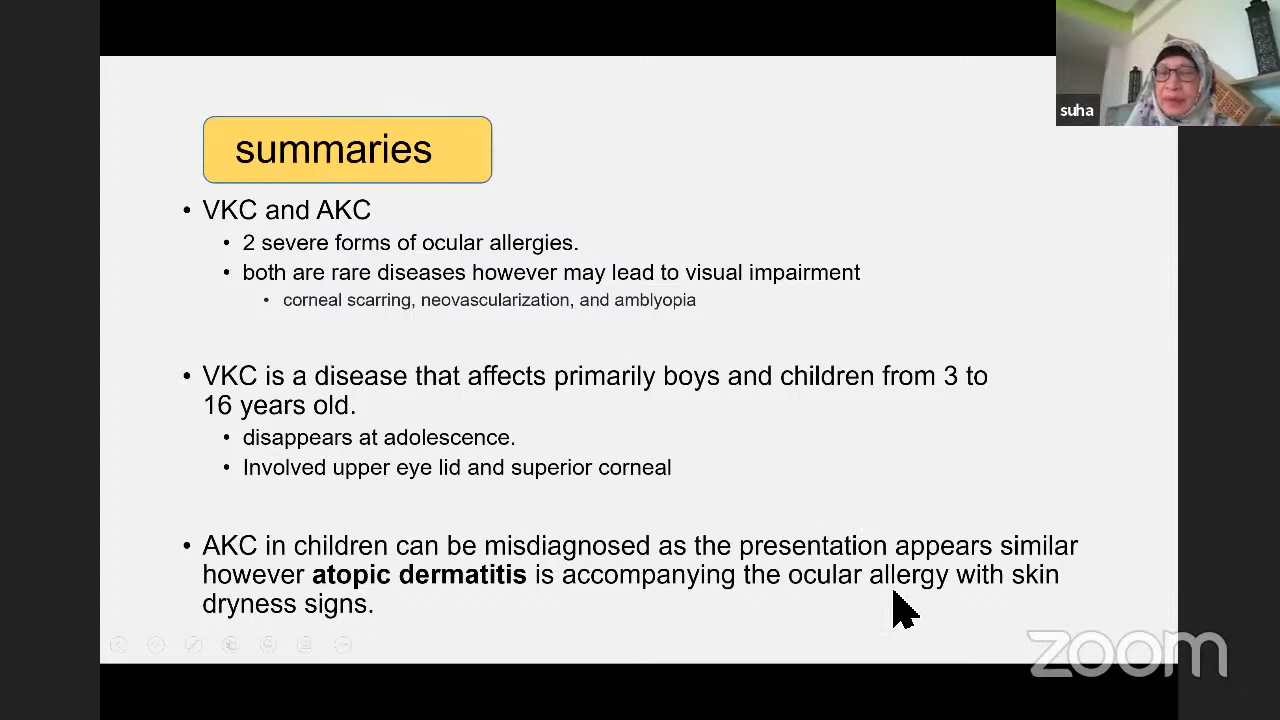 suha
summaries
• VKC and AKC
• 2 severe forms of ocular allergies.
• both are rare diseases however may lead to visual impairment
• corneal scarring, neovascularization, and amblyopia
• VKC is a disease that affects primarily boys and children from 3 to
16 years old.
• disappears at adolescence.
• Involved upper eye lid and superior corneal
• AKC in children can be misdiagnosed as the presentation appears similar
however atopic dermatitis is accompanying the ocular allergy with skin
dryness signs.
zoom